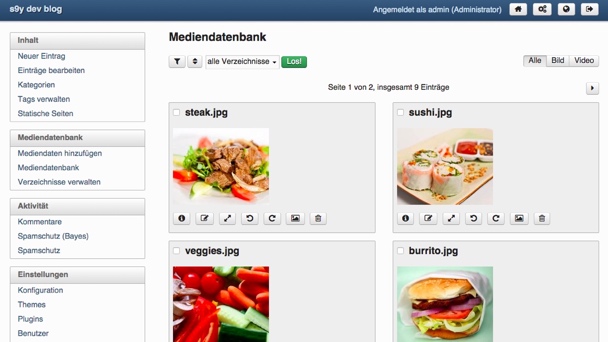 s9y dev blog
Angemeldet als admin (Administrator)
Inhalt
Neuer Eintrag
Einträge bearbeiten
Kategorien
Tags verwalten
Statische Seiten
Mediendatenbank
Mediendaten hinzufügen
Mediendatenbank
Verzeichnisse verwalten
Aktivität
Kommentare
Spamschutz (Bayes)
Spamschutz
Einstellungen
Konfiguration
Themes
Plugins
Benutzer
Mediendatenbank
alle Verzeichnisse Los!
Alle Bild Video
Seite 1 von 2, insgesamt 9 Einträge
steak.jpg
sushi.jpg
veggies.jpg
burrito.jpg